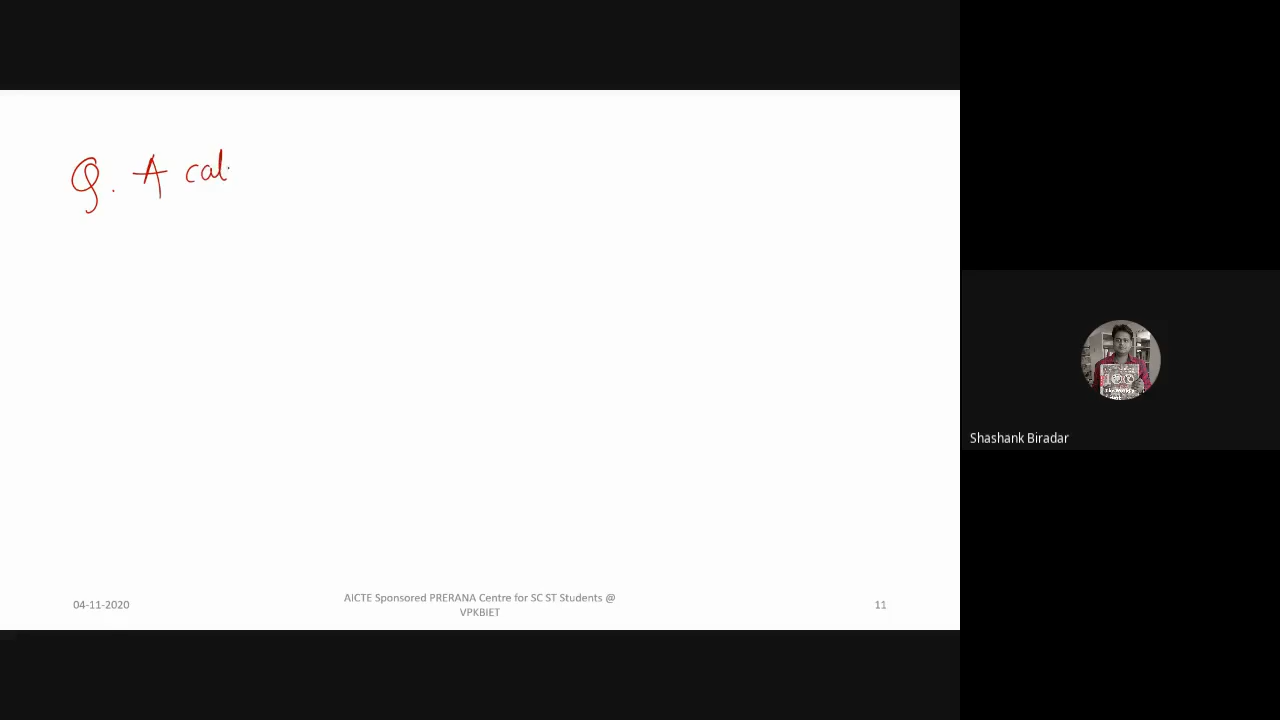 Q. A cal
Shashank Biradar
04-11-2020
AICTE Sponsored PRERANA Centre for SC ST Students @
VPKBIET
11